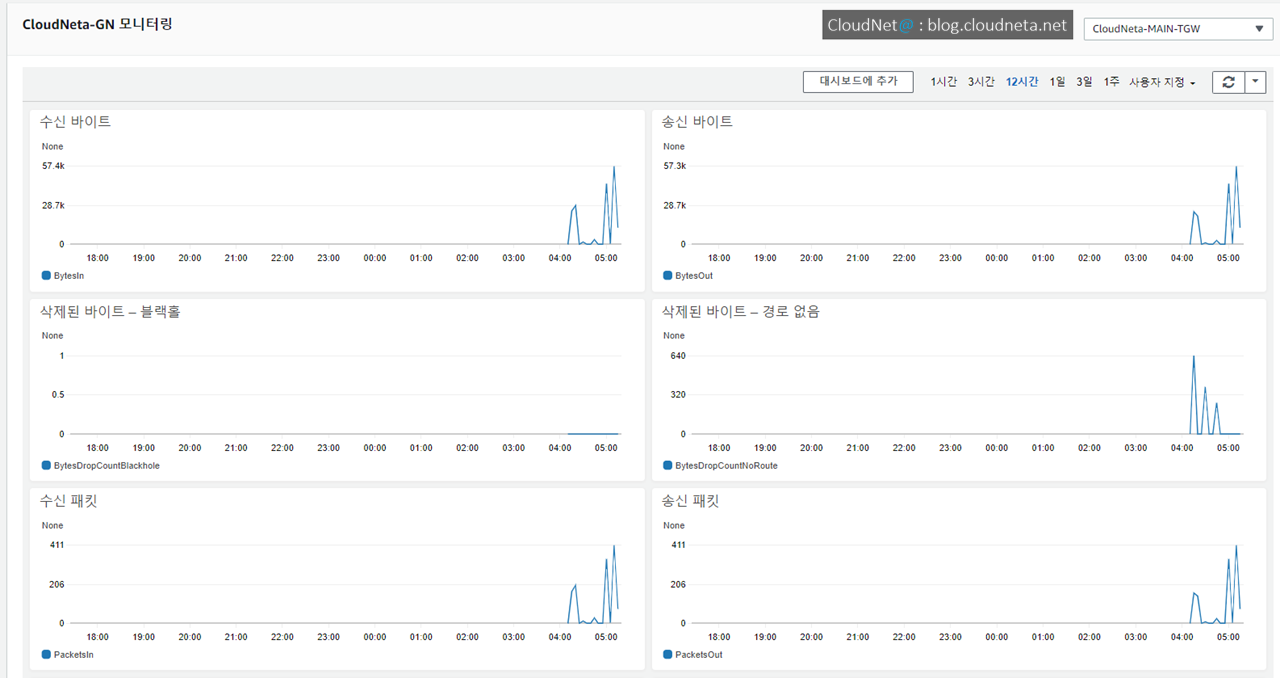 CloudNeta-GN 모니터링
CloudNet@ : blog.cloudneta.net
CloudNeta-MAIN-TGW
대시보드에 추가 1시간 3시간 12시간 1일 3일 1주 사용자 지정
수신 바이트
None
57.4k
28.7k
0
18:00 19:00 20:00 21:00 22:00 23:00 00:00 01:00 02:00 03:00 04:00 05:00
BytesIn
송신 바이트
None
57.3k
28.7k
0
18:00 19:00 20:00 21:00 22:00 23:00 00:00 01:00 02:00 03:00 04:00 05:00
BytesOut
삭제된 바이트 – 블랙홀
None
1
0.5
0
18:00 19:00 20:00 21:00 22:00 23:00 00:00 01:00 02:00 03:00 04:00 05:00
BytesDropCountBlackhole
삭제된 바이트 – 경로 없음
None
640
320
0
18:00 19:00 20:00 21:00 22:00 23:00 00:00 01:00 02:00 03:00 04:00 05:00
BytesDropCountNoRoute
수신 패킷
None
411
206
0
18:00 19:00 20:00 21:00 22:00 23:00 00:00 01:00 02:00 03:00 04:00 05:00
PacketsIn
송신 패킷
None
411
206
0
18:00 19:00 20:00 21:00 22:00 23:00 00:00 01:00 02:00 03:00 04:00 05:00
PacketsOut